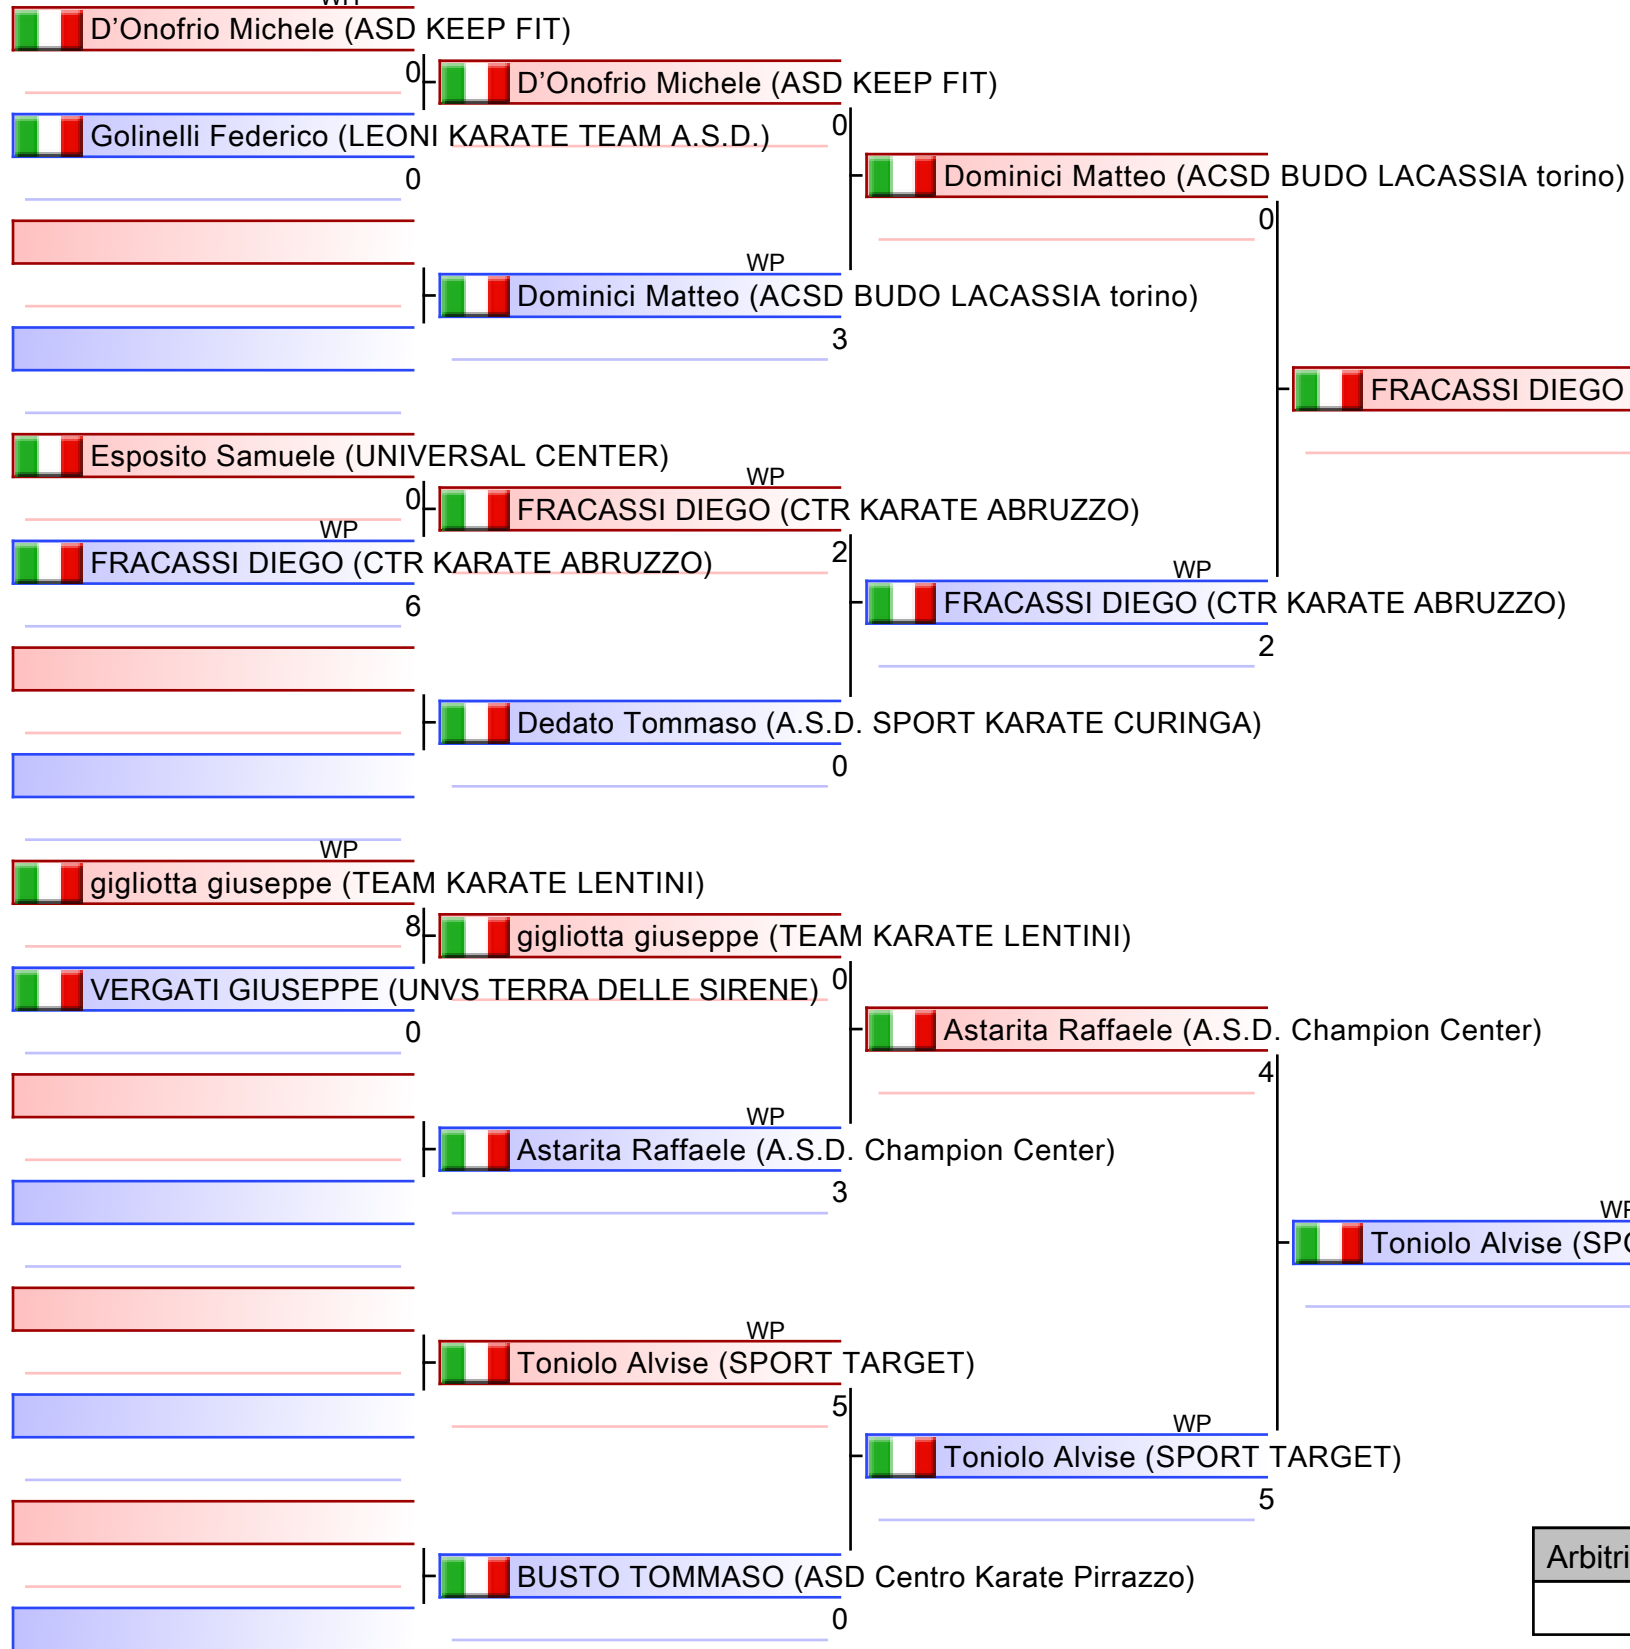 D'Onofrio Michele (ASD KEEP FIT)
0
D'Onofrio Michele (ASD KEEP FIT)
0
Golinelli Federico (LEONI KARATE TEAM A.S.D.)
0
Dominici Matteo (ACSD BUDO LACASSIA torino)
0
WP
Dominici Matteo (ACSD BUDO LACASSIA torino)
3
FRACASSI DIEGO
Esposito Samuele (UNIVERSAL CENTER)
0
WP
FRACASSI DIEGO (CTR KARATE ABRUZZO)
2
WP
FRACASSI DIEGO (CTR KARATE ABRUZZO)
6
WP
FRACASSI DIEGO (CTR KARATE ABRUZZO)
2
Dedato Tommaso (A.S.D. SPORT KARATE CURINGA)
0
WP
gigliotta giuseppe (TEAM KARATE LENTINI)
8
gigliotta giuseppe (TEAM KARATE LENTINI)
0
VERGATI GIUSEPPE (UNVS TERRA DELLE SIRENE)
0
Astarita Raffaele (A.S.D. Champion Center)
4
WP
Astarita Raffaele (A.S.D. Champion Center)
3
Toniolo Alvise (SPO
WP
Toniolo Alvise (SPORT TARGET)
5
WP
Toniolo Alvise (SPORT TARGET)
5
BUSTO TOMMASO (ASD Centro Karate Pirrazzo)
0
Arbitri